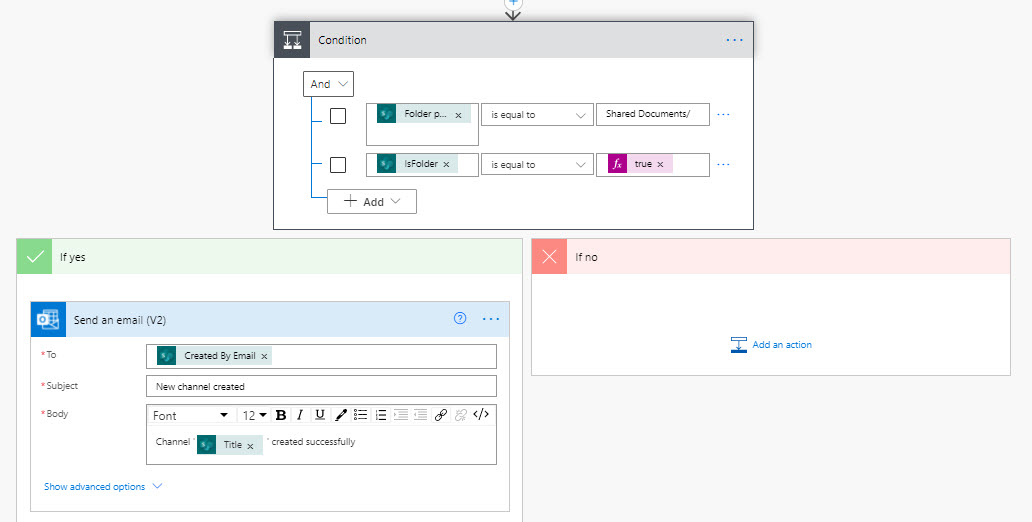 Condition
And
Folder p... × is equal to Shared Documents/
IsFolder × is equal to fx true ×
+ Add
If yes
If no
Send an email (V2)
Add an action
*To Created By Email ×
*Subject New channel created
*Body Font 12 B I U </>
Channel ' Title × ' created successfully
Show advanced options